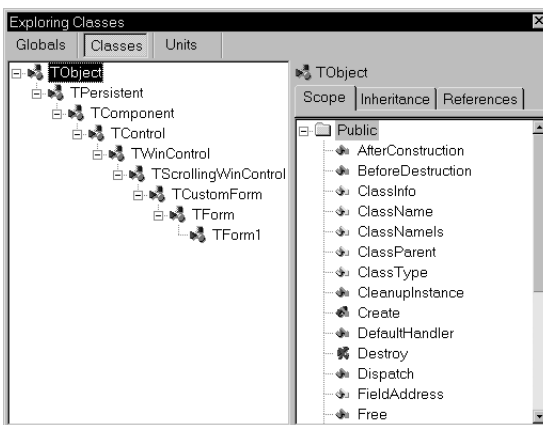 Exploring Classes
Globals
Classes
Units
TObject
TPersistent
TComponent
TControl
TWinControl
TScrollingWinControl
TCustomForm
TForm
TForm1
TObject
Scope
Inheritance
References
Public
AfterConstruction
BeforeDestruction
ClassInfo
ClassName
ClassNameIs
ClassParent
ClassType
CleanupInstance
Create
DefaultHandler
Destroy
Dispatch
FieldAddress
Free